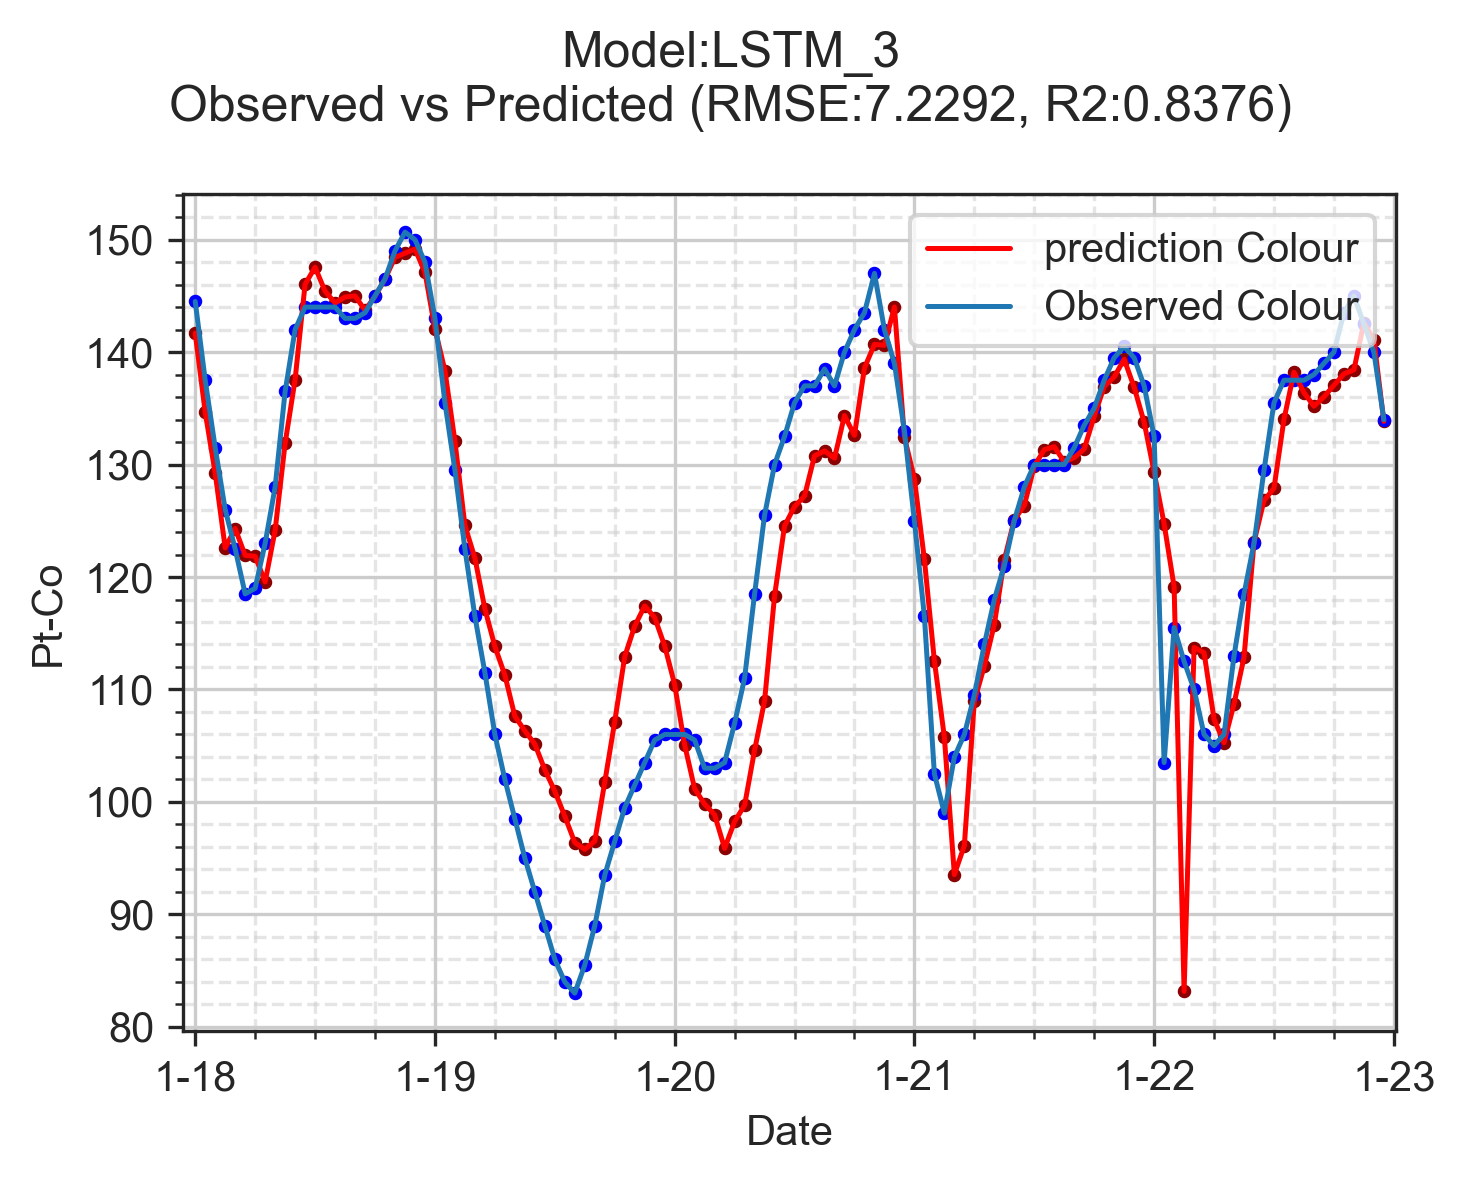 Model:LSTM_3
Observed vs Predicted (RMSE:7.2292, R2:0.8376)
prediction Colour
Observed Colour
150
140
130
120
110
100
90
80
Pt-Co
1-18 1-19 1-20 1-21 1-22 1-23
Date